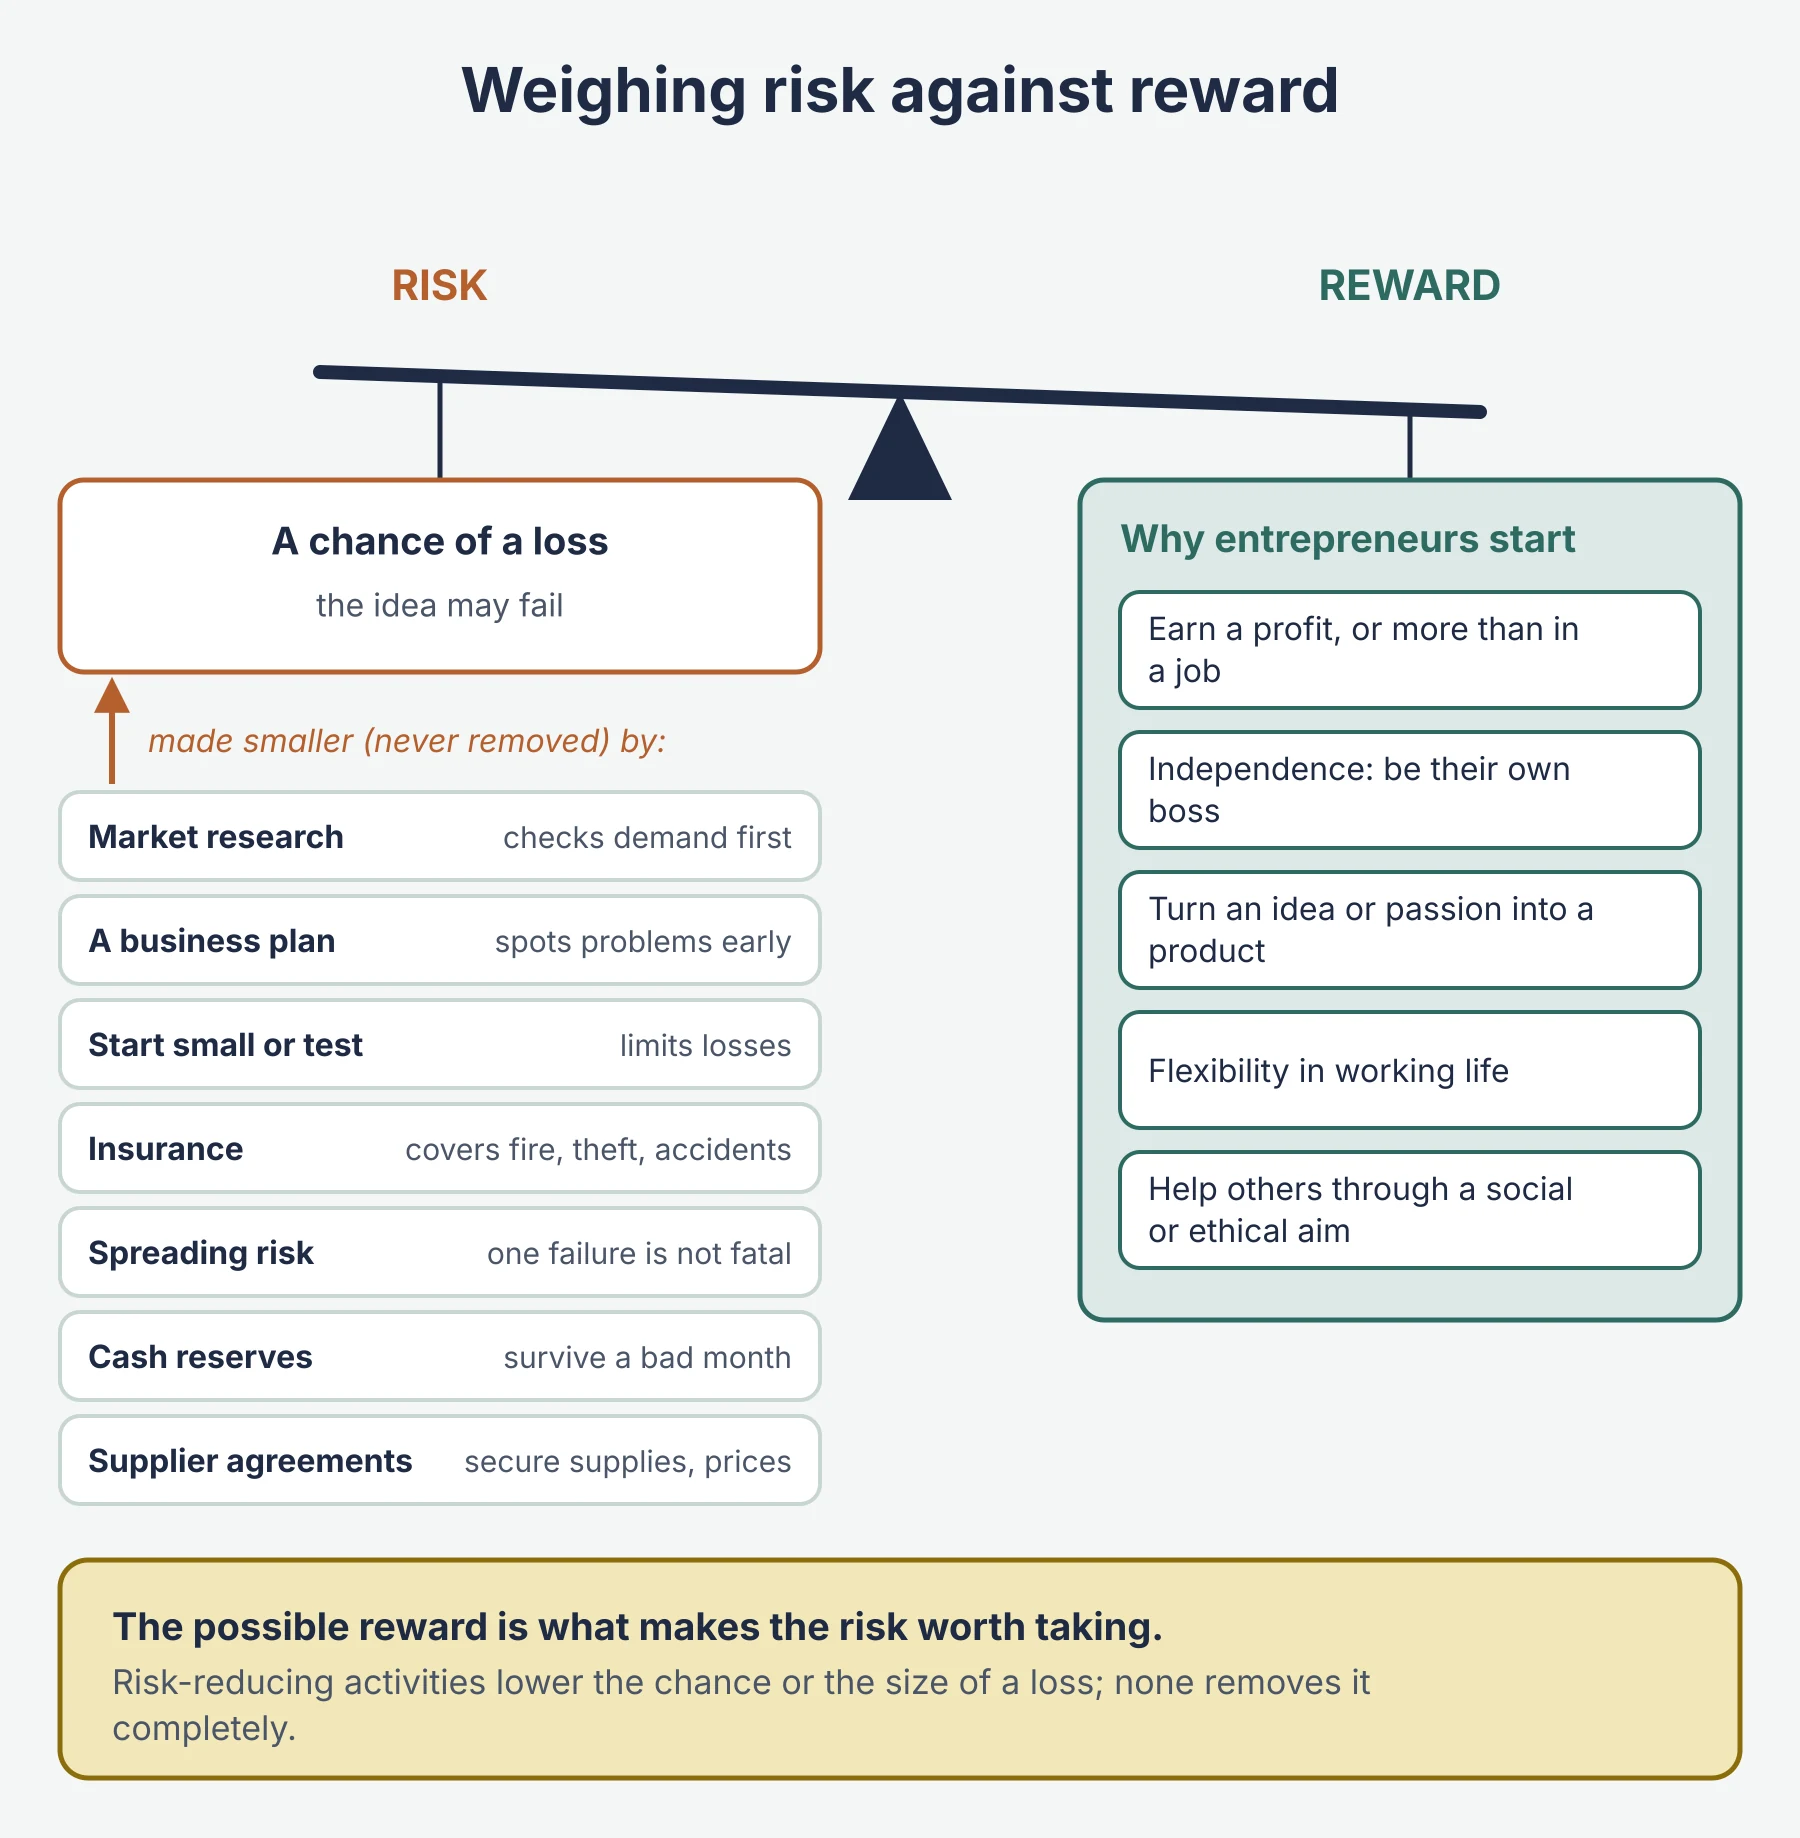 Weighing risk against reward
RISK
REWARD
A chance of a loss
the idea may fail
made smaller (never removed) by:
Market research checks demand first
A business plan spots problems early
Start small or test limits losses
Insurance covers fire, theft, accidents
Spreading risk one failure is not fatal
Cash reserves survive a bad month
Supplier agreements secure supplies, prices
Why entrepreneurs start
Earn a profit, or more than in
a job
Independence: be their own
boss
Turn an idea or passion into a
product
Flexibility in working life
Help others through a social
or ethical aim
The possible reward is what makes the risk worth taking.
Risk-reducing activities lower the chance or the size of a loss; none removes it
completely.